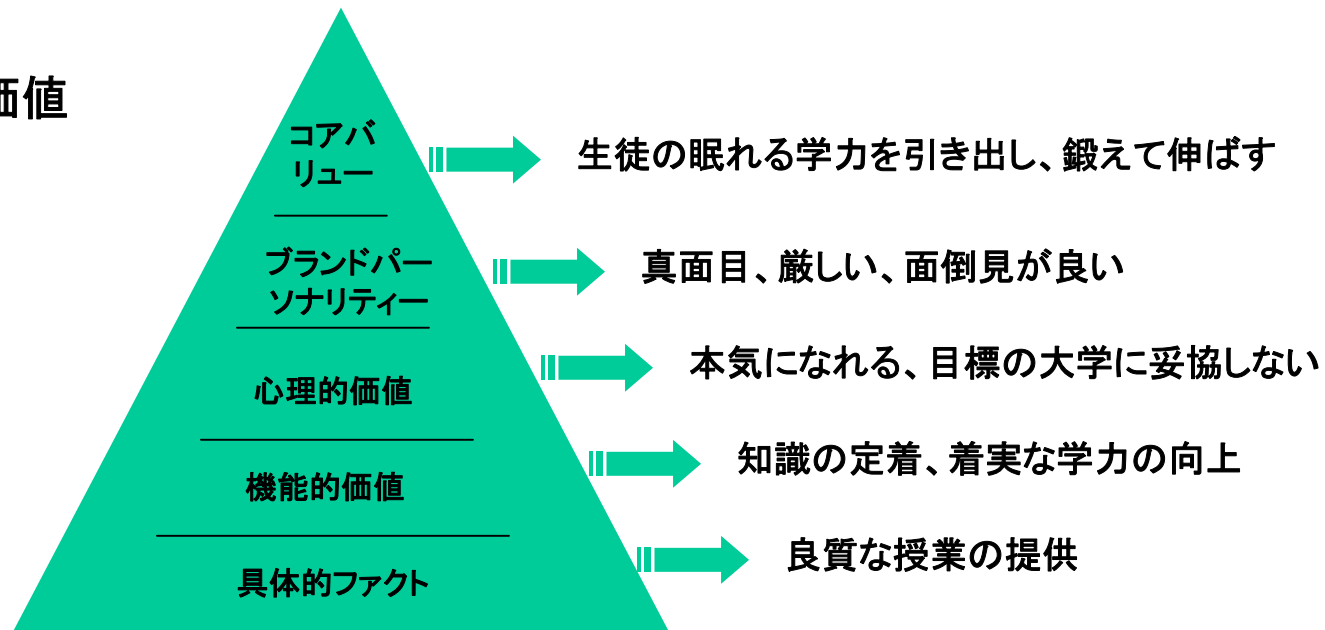 価値
コアバ
リュー
生徒の眠れる学力を引き出し、鍛えて伸ばす
ブランドパー
ソナリティー
真面目、厳しい、面倒見が良い
心理的価値
本気になれる、目標の大学に妥協しない
機能的価値
知識の定着、着実な学力の向上
具体的ファクト
良質な授業の提供